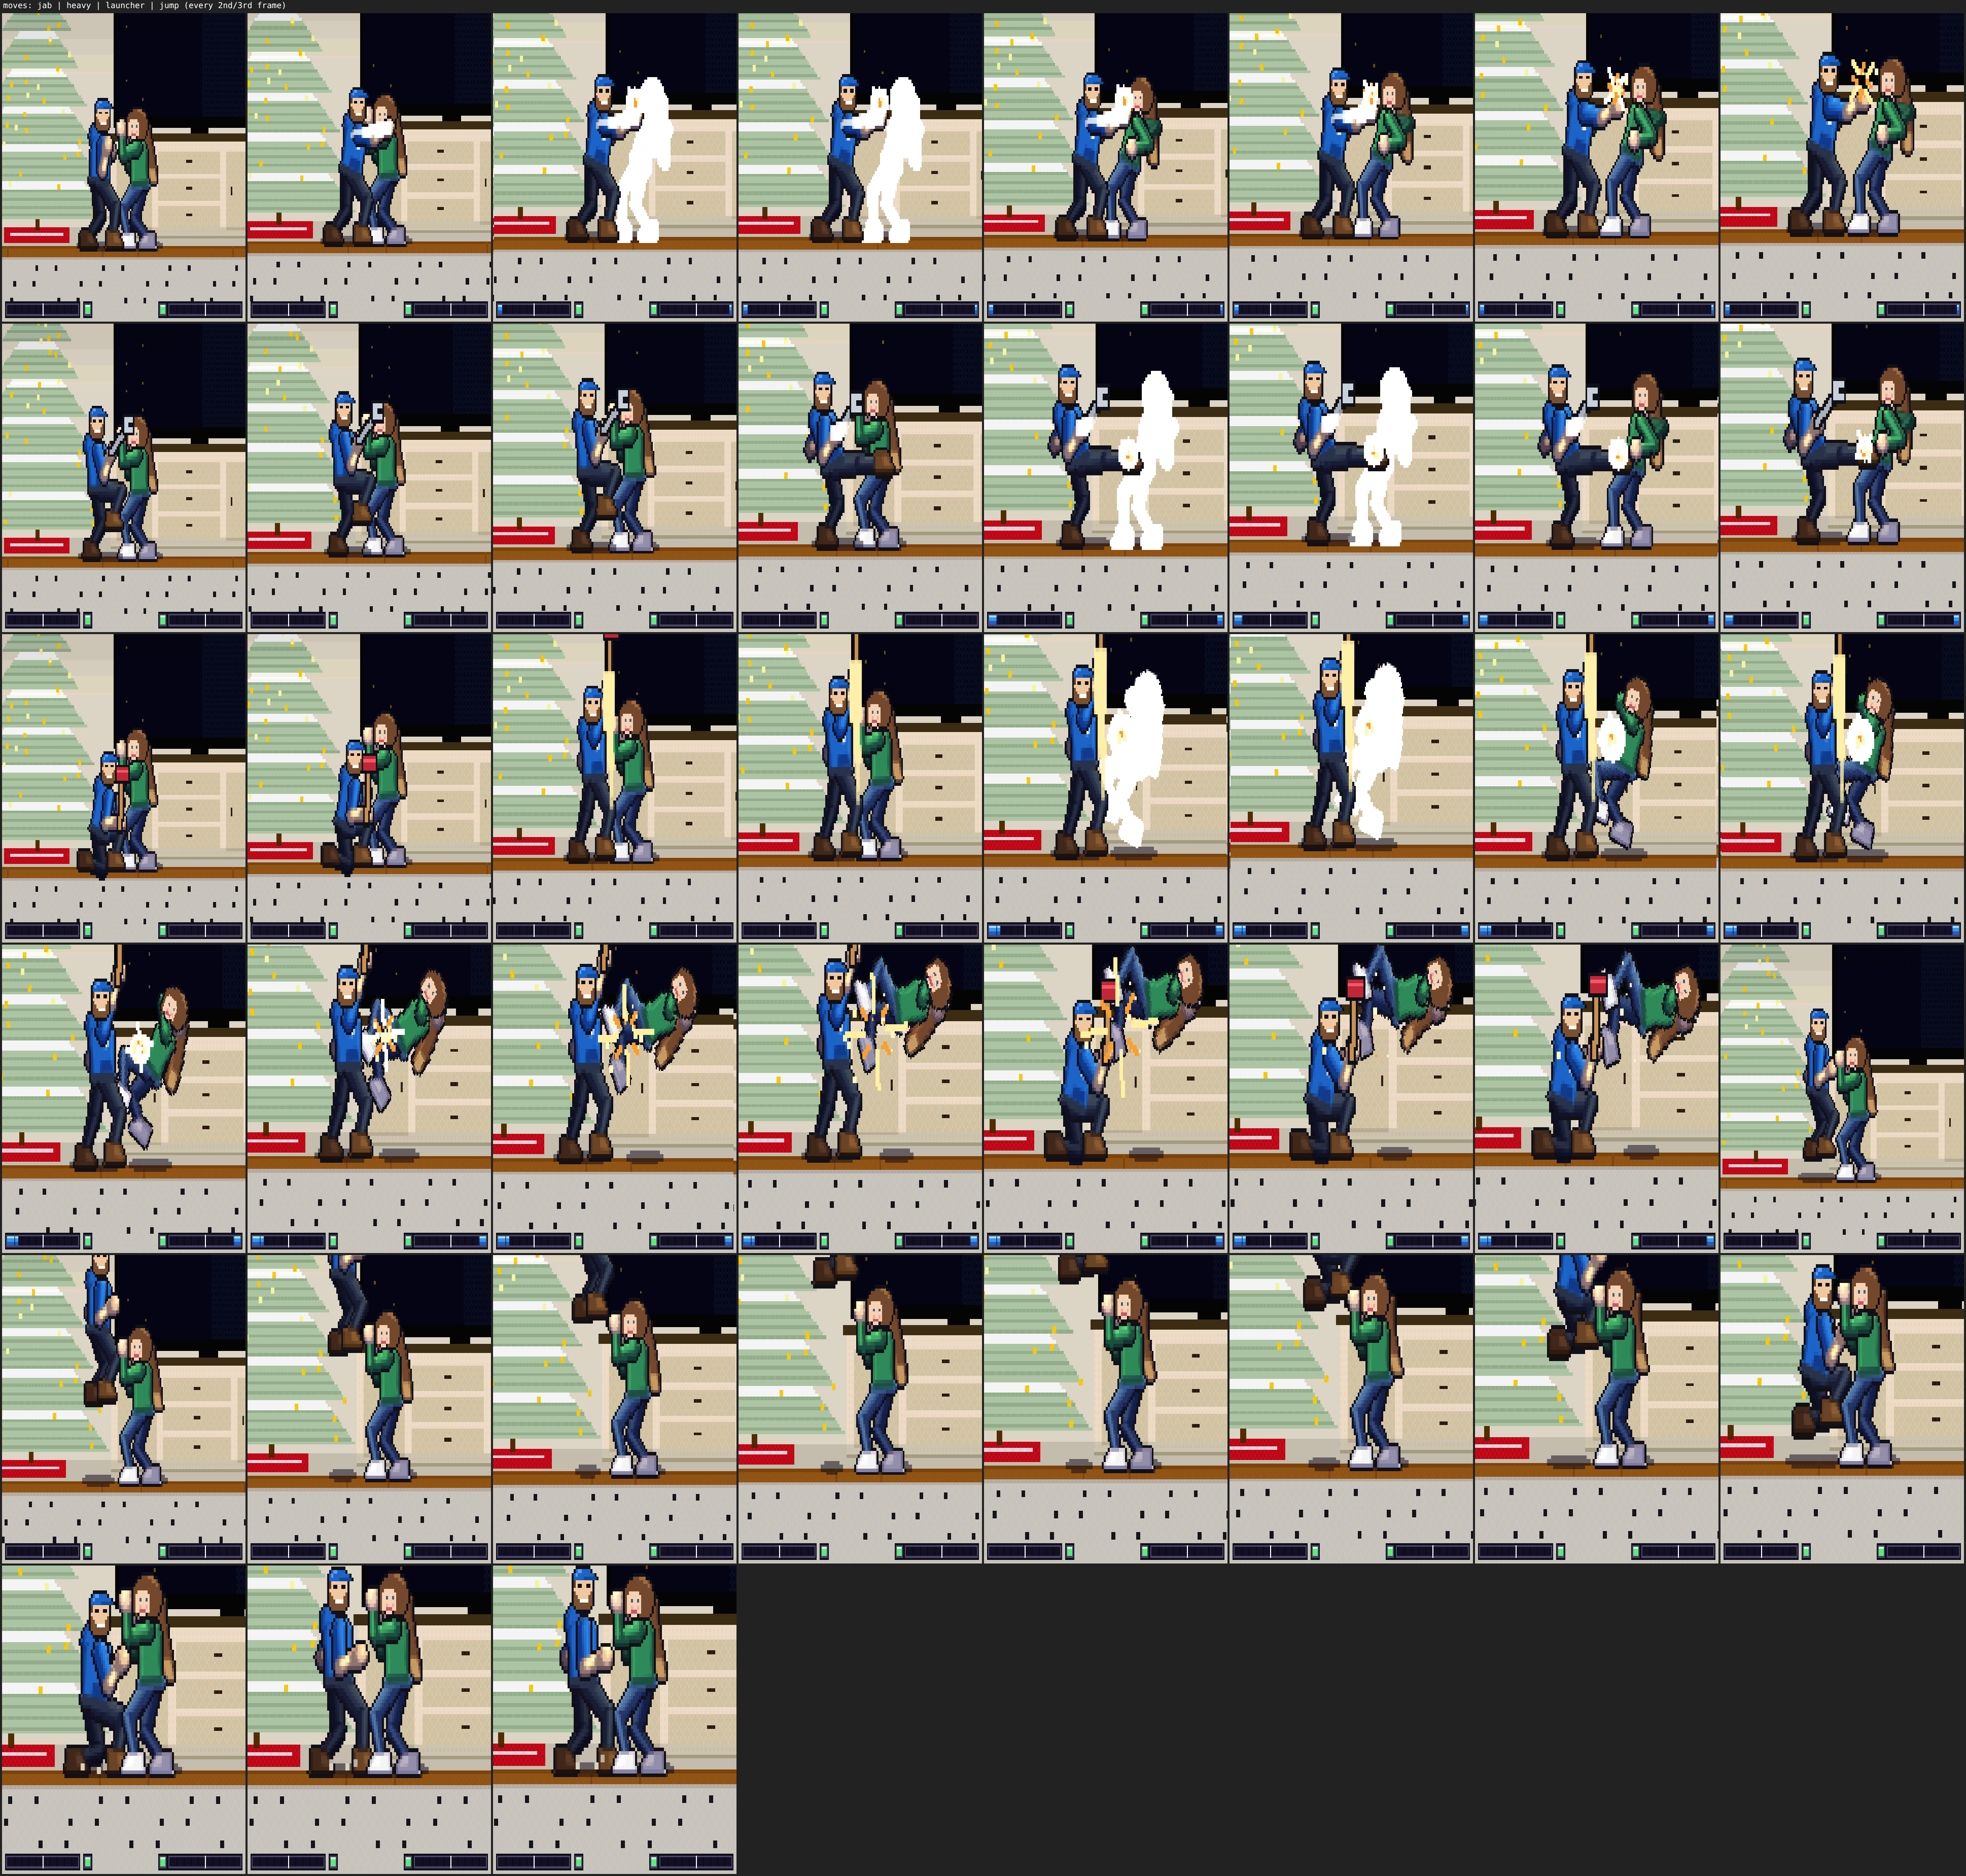 moves: jab | heavy | launcher | jump (every 2nd/3rd frame)